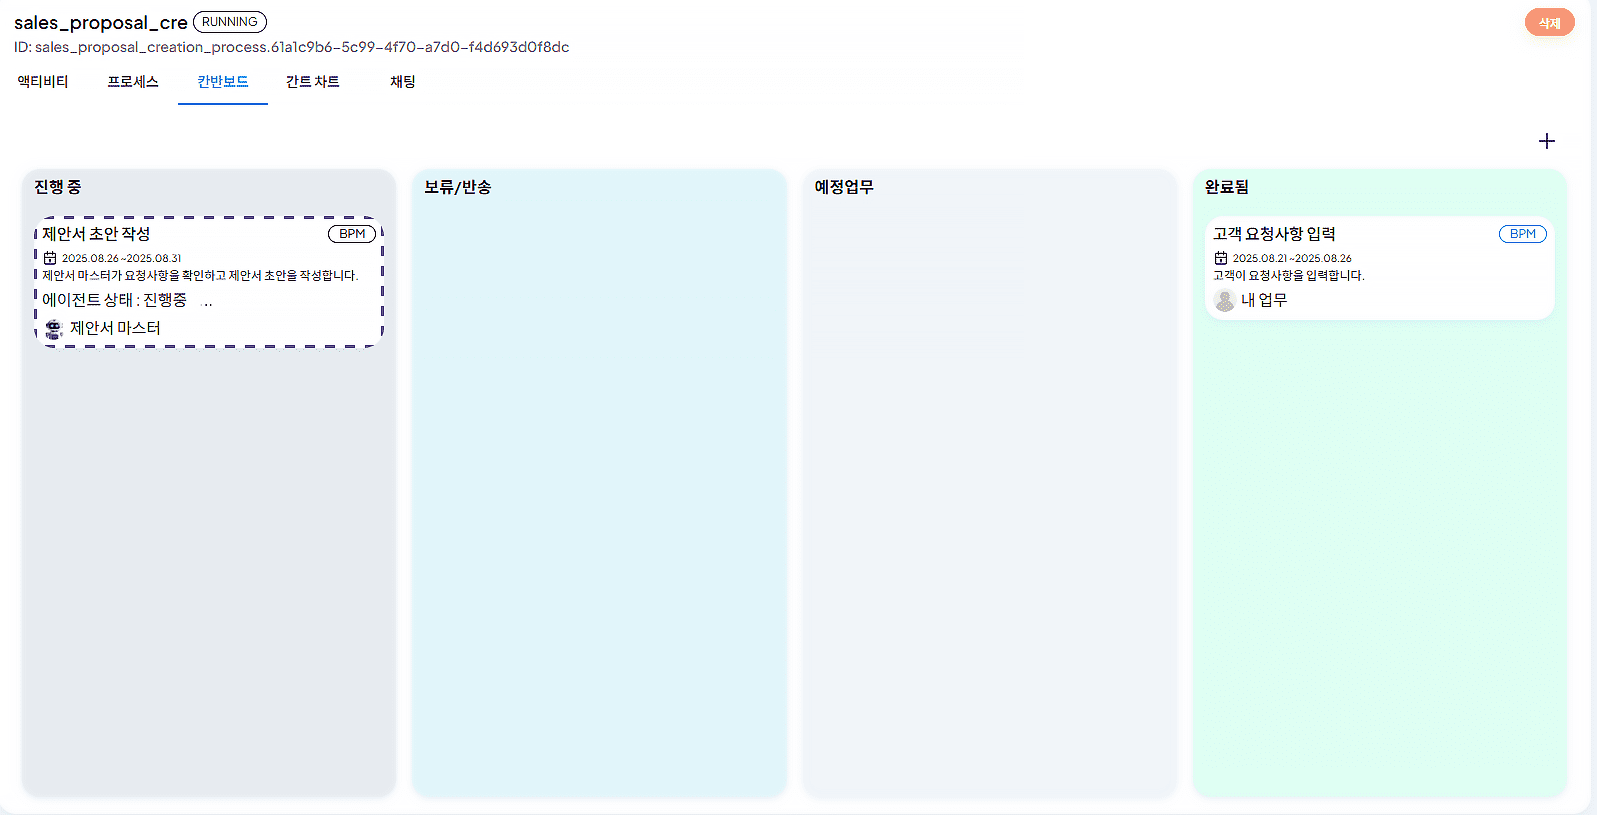 sales_proposal_cre RUNNING
삭제
ID: sales_proposal_creation_process.61a1c9b6-5c99-4f70-a7d0-f4d693d0f8dc
액티비티 프로세스 칸반보드 간트 차트 채팅
+
진행 중
제안서 초안 작성 BPM
2025.08.26~2025.08.31
제안서 마스터가 요청사항을 확인하고 제안서 초안을 작성합니다.
에이전트 상태 : 진행중 ...
제안서 마스터
보류/반송
예정업무
완료됨
고객 요청사항 입력 BPM
2025.08.21~2025.08.26
고객이 요청사항을 입력합니다.
내 업무